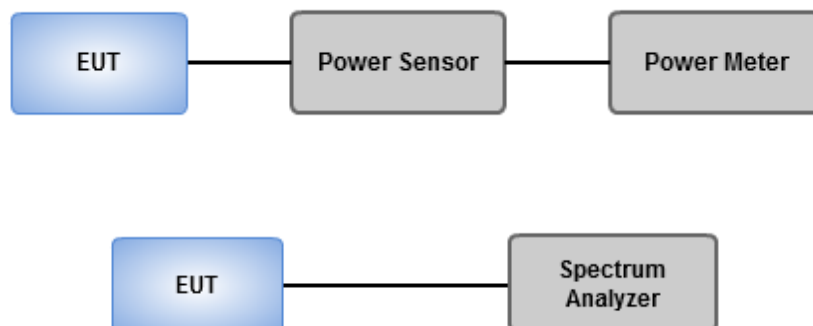 EUT
Power Sensor
Power Meter
EUT
Spectrum
Analyzer